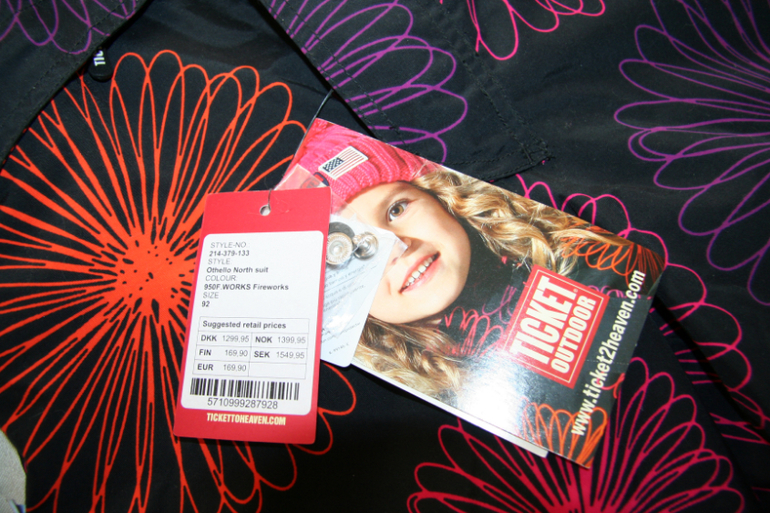 STYLE-NO
214-379-133
STYLE
Othello North suit
COLOUR
950F.WORKS Fireworks
SIZE
92
Suggested retail prices
DKK 1299,95 NOK 1399,95
FIN 169,90 SEK 1549,95
EUR 169,90
5710999287928
TICKETTOHEAVEN.COM
TICKET
OUTDOOR
www.ticket2heaven.com